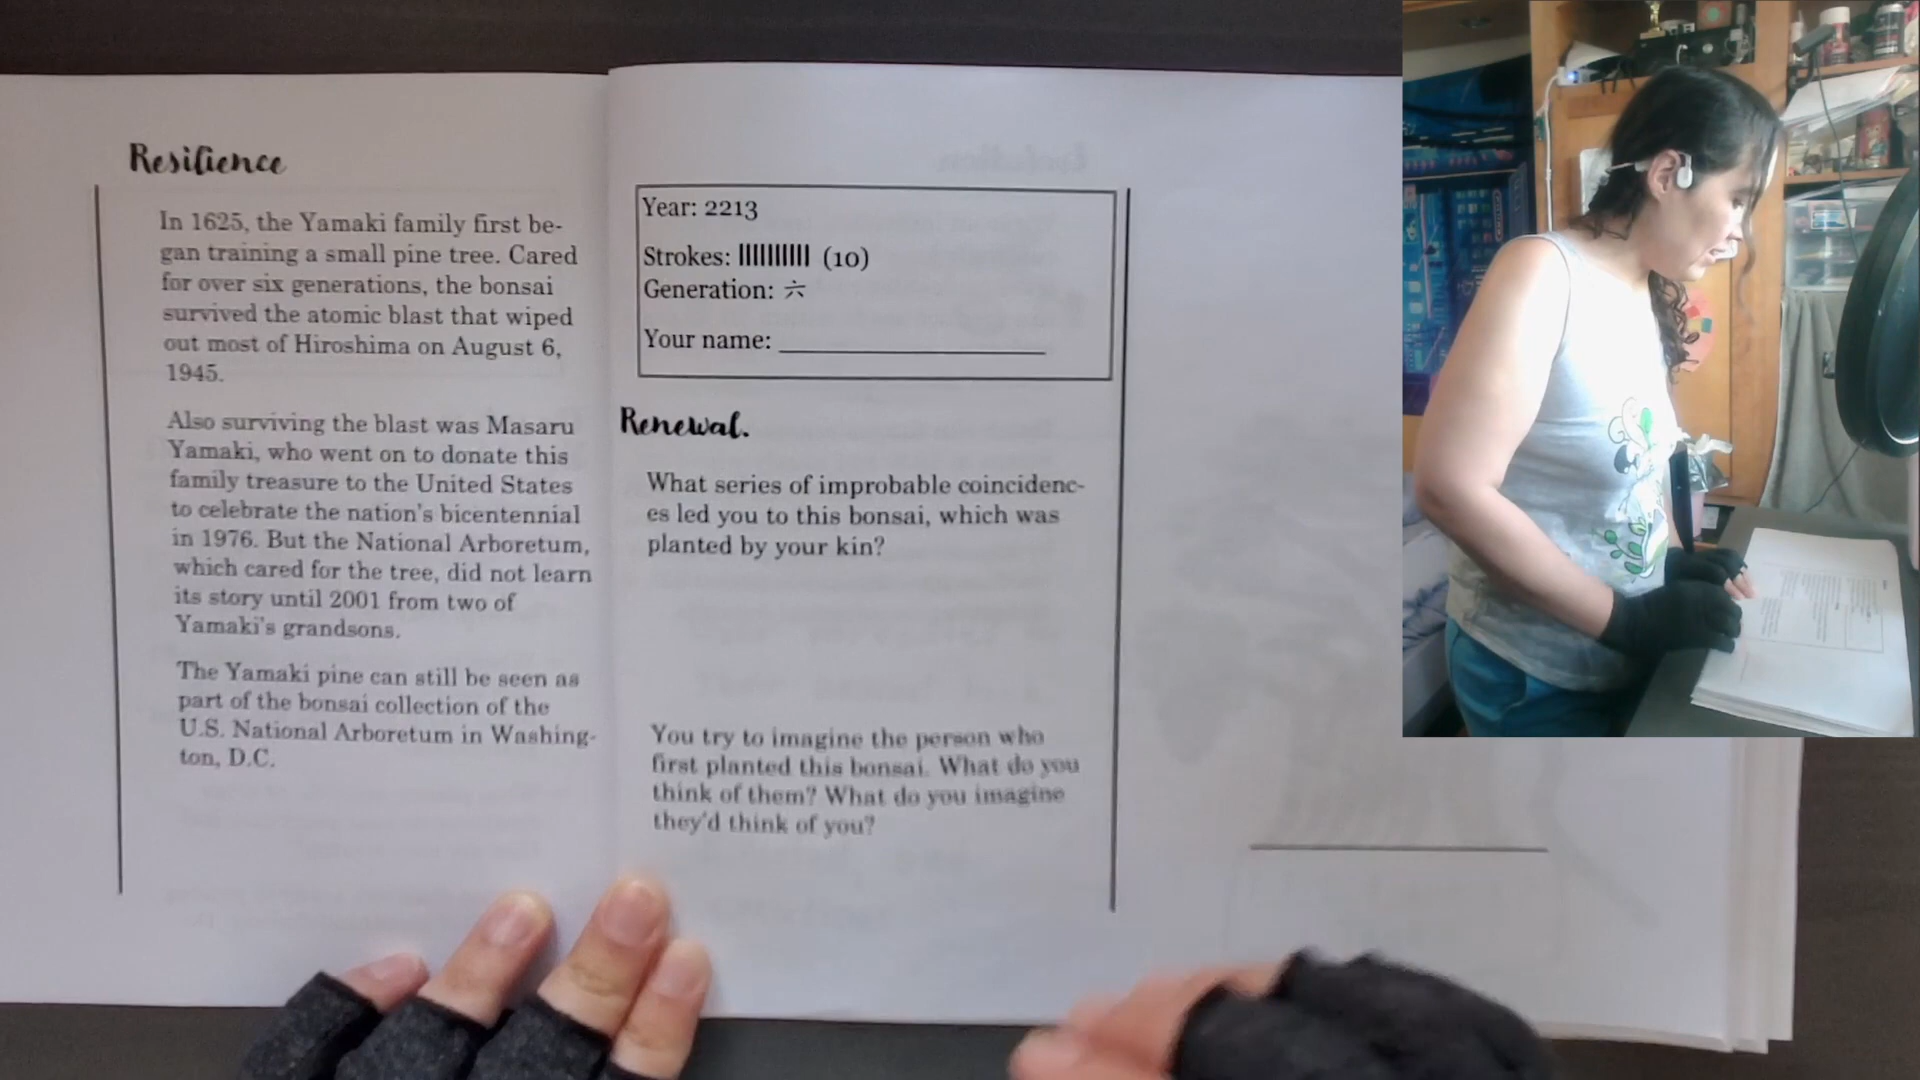 Resilience
In 1625, the Yamaki family first be-
gan training a small pine tree. Cared
for over six generations, the bonsai
survived the atomic blast that wiped
out most of Hiroshima on August 6,
1945.
Also surviving the blast was Masaru
Yamaki, who went on to donate this
family treasure to the United States
to celebrate the nation's bicentennial
in 1976. But the National Arboretum,
which cared for the tree, did not learn
its story until 2001 from two of
Yamaki's grandsons.
The Yamaki pine can still be seen as
part of the bonsai collection of the
U.S. National Arboretum in Washing-
ton, D.C.
Year: 2213
Strokes: |||||||||| (10)
Generation: 六
Your name: ____________________
Renewal.
What series of improbable coincidenc-
es led you to this bonsai, which was
planted by your kin?
You try to imagine the person who
first planted this bonsai. What do you
think of them? What do you imagine
they'd think of you?